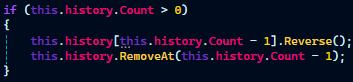 if (this.history.Count > 0)
{
this.history[this.history.Count - 1].Reverse();
this.history.RemoveAt(this.history.Count - 1);
}